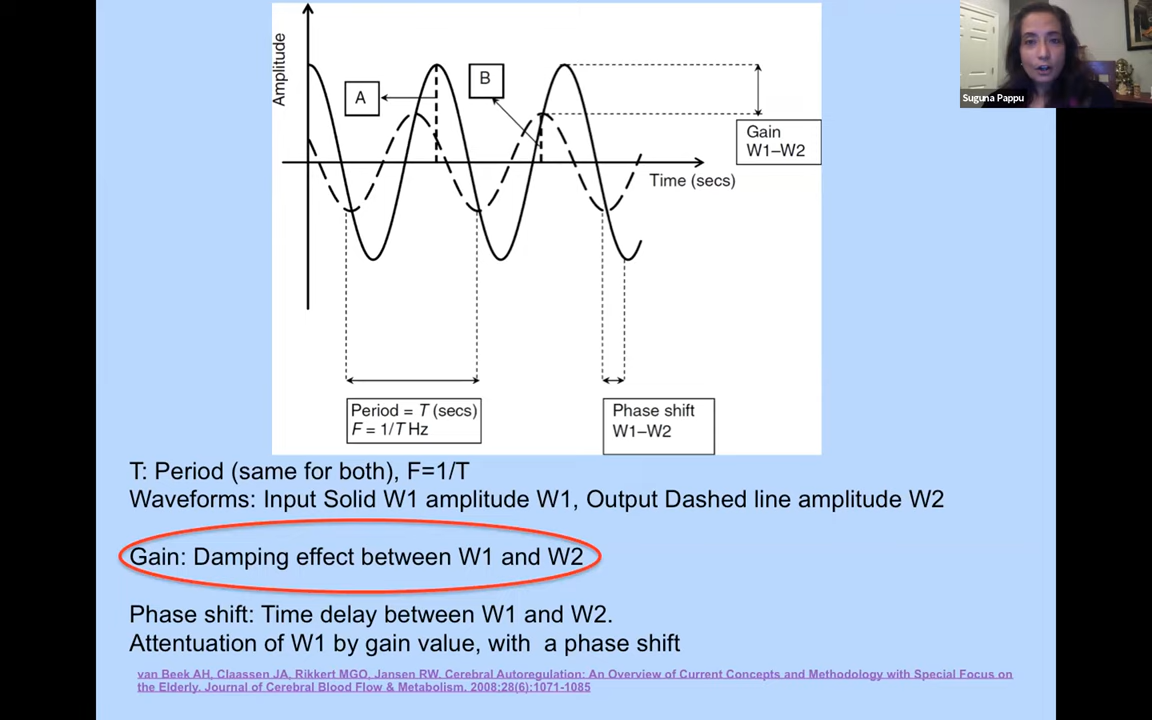 Suguna Pappu
Amplitude
A
B
Gain
W1–W2
Time (secs)
Period = T (secs)
F = 1/T Hz
Phase shift
W1–W2
T: Period (same for both), F=1/T
Waveforms: Input Solid W1 amplitude W1, Output Dashed line amplitude W2
Gain: Damping effect between W1 and W2
Phase shift: Time delay between W1 and W2.
Attentuation of W1 by gain value, with a phase shift
van Beek AH, Claassen JA, Rikkert MGO, Jansen RW. Cerebral Autoregulation: An Overview of Current Concepts and Methodology with Special Focus on
the Elderly. Journal of Cerebral Blood Flow & Metabolism. 2008;28(6):1071-1085